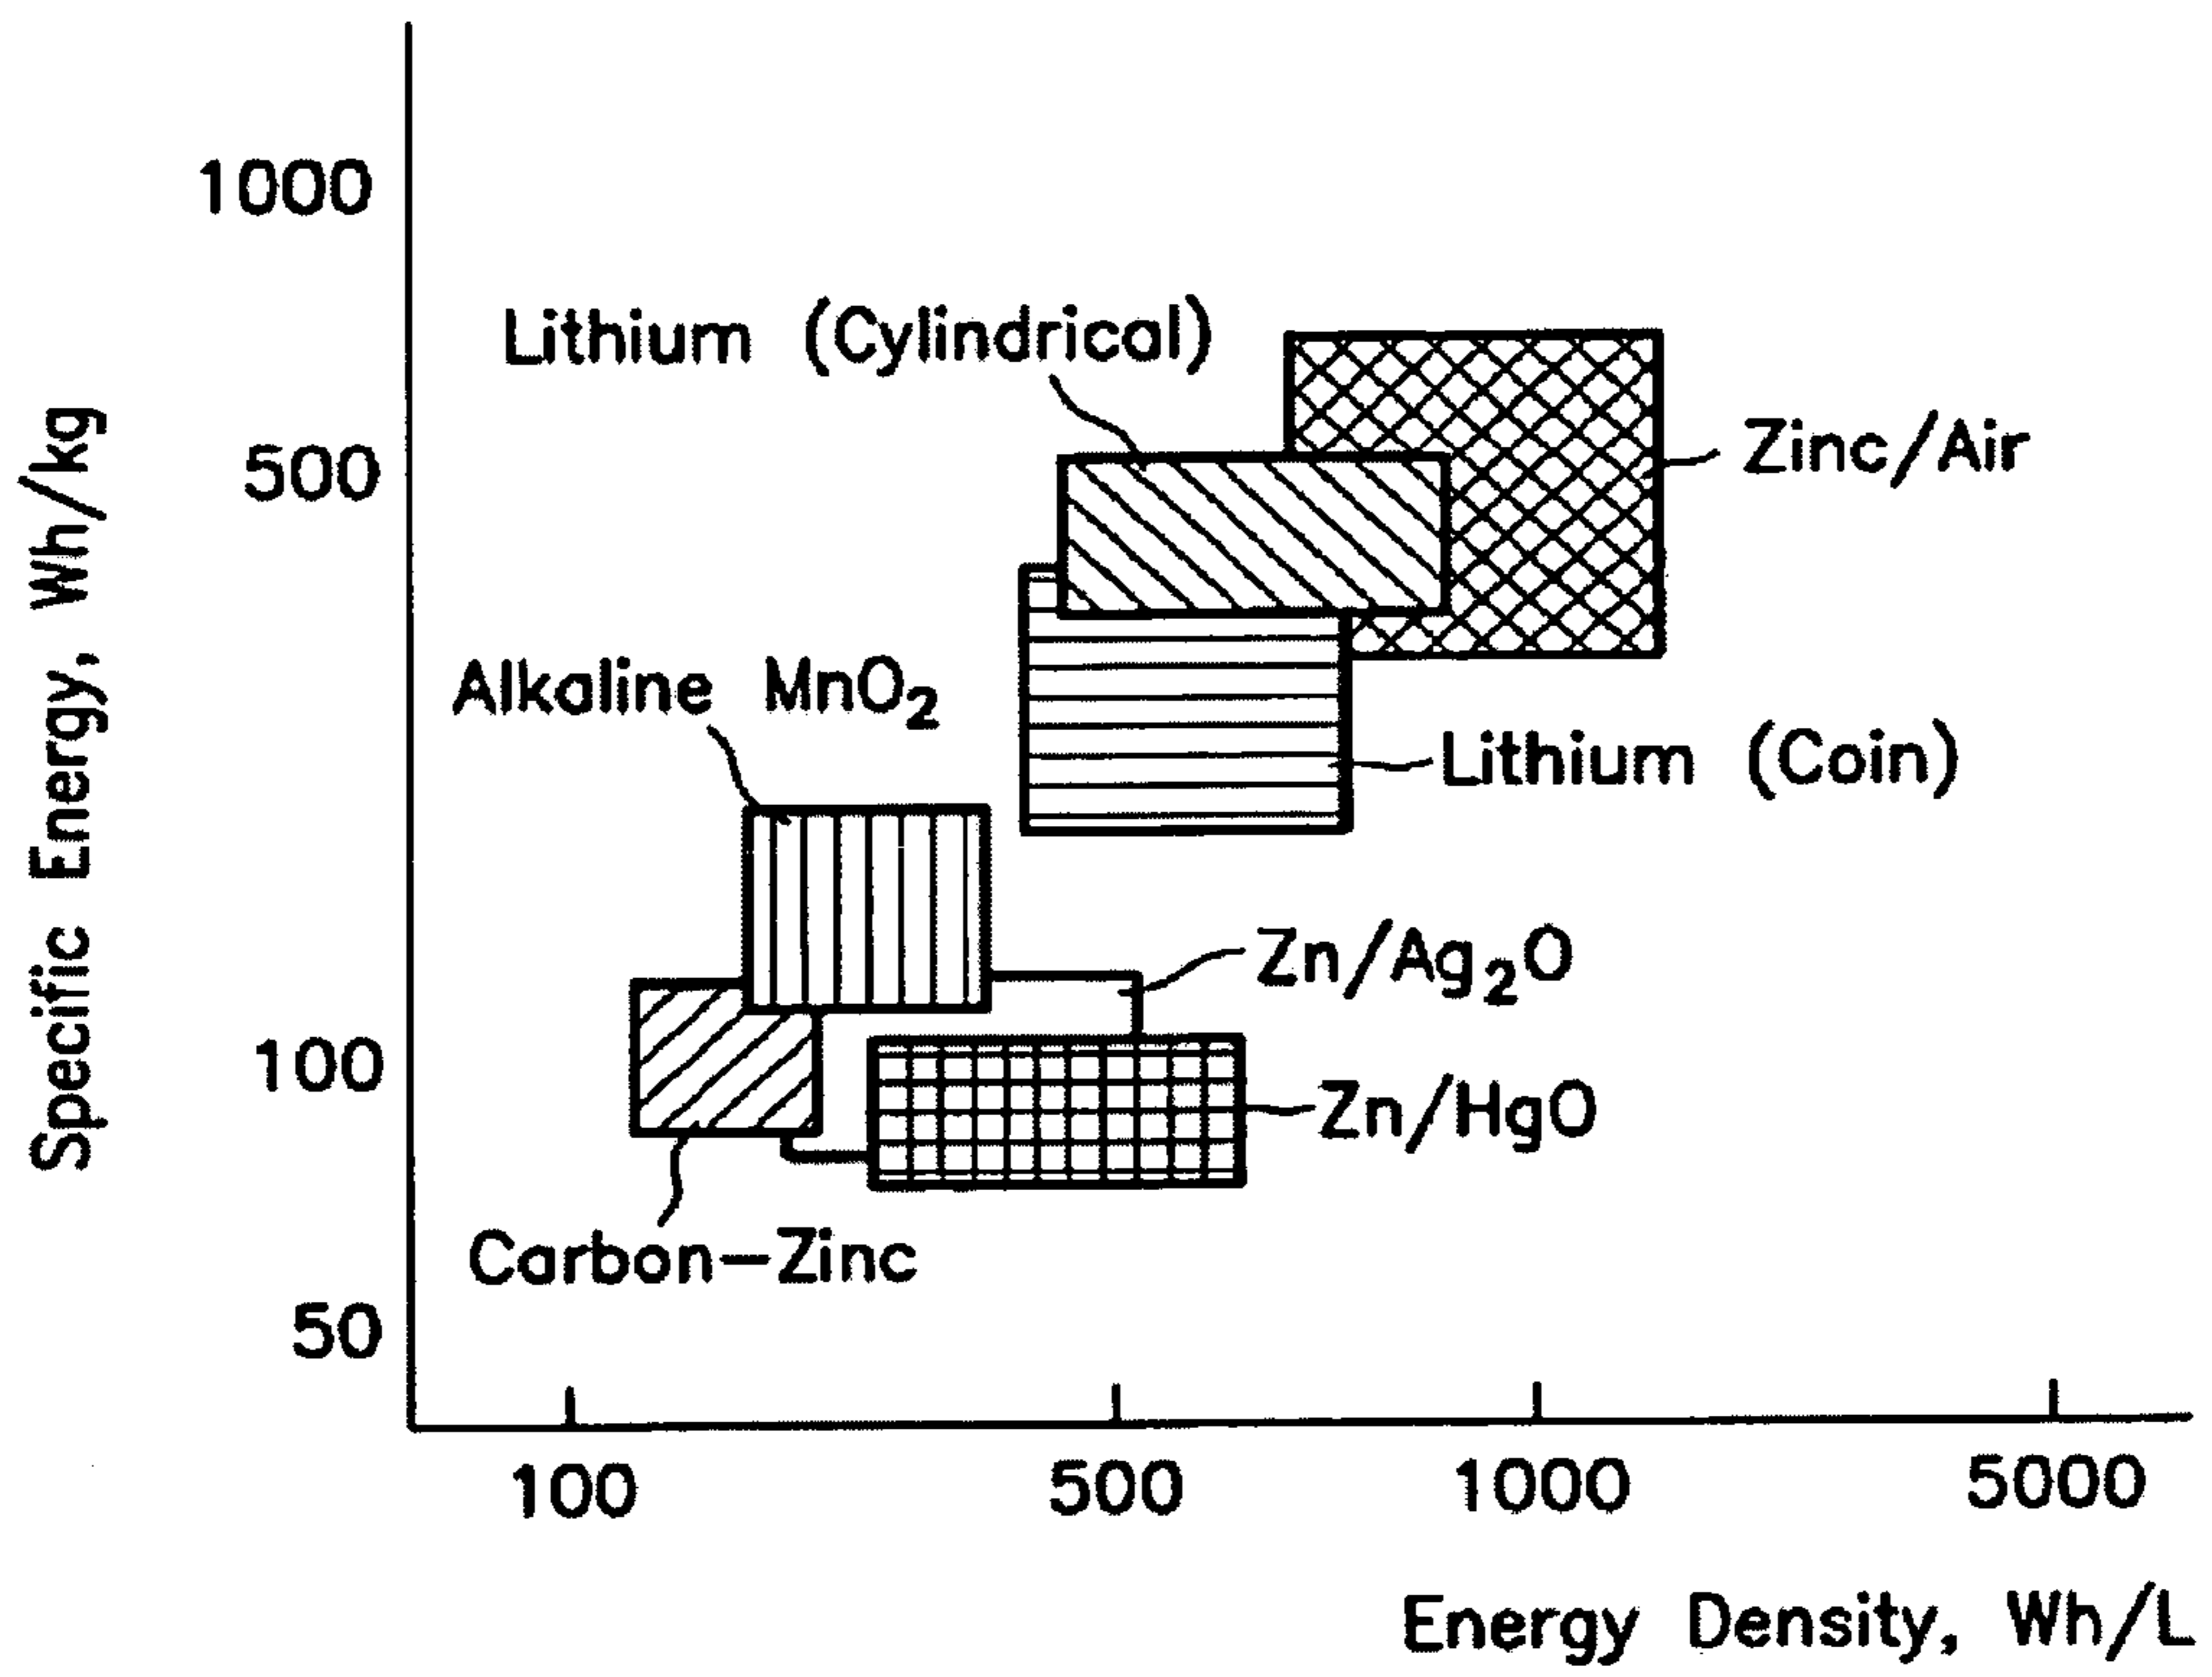 Specific Energy, Wh/kg
1000
500
100
50
Lithium (Cylindrical)
Zinc/Air
Alkaline MnO₂
Lithium (Coin)
Zn/Ag₂O
Zn/HgO
Carbon-Zinc
100 500 1000 5000
Energy Density, Wh/L